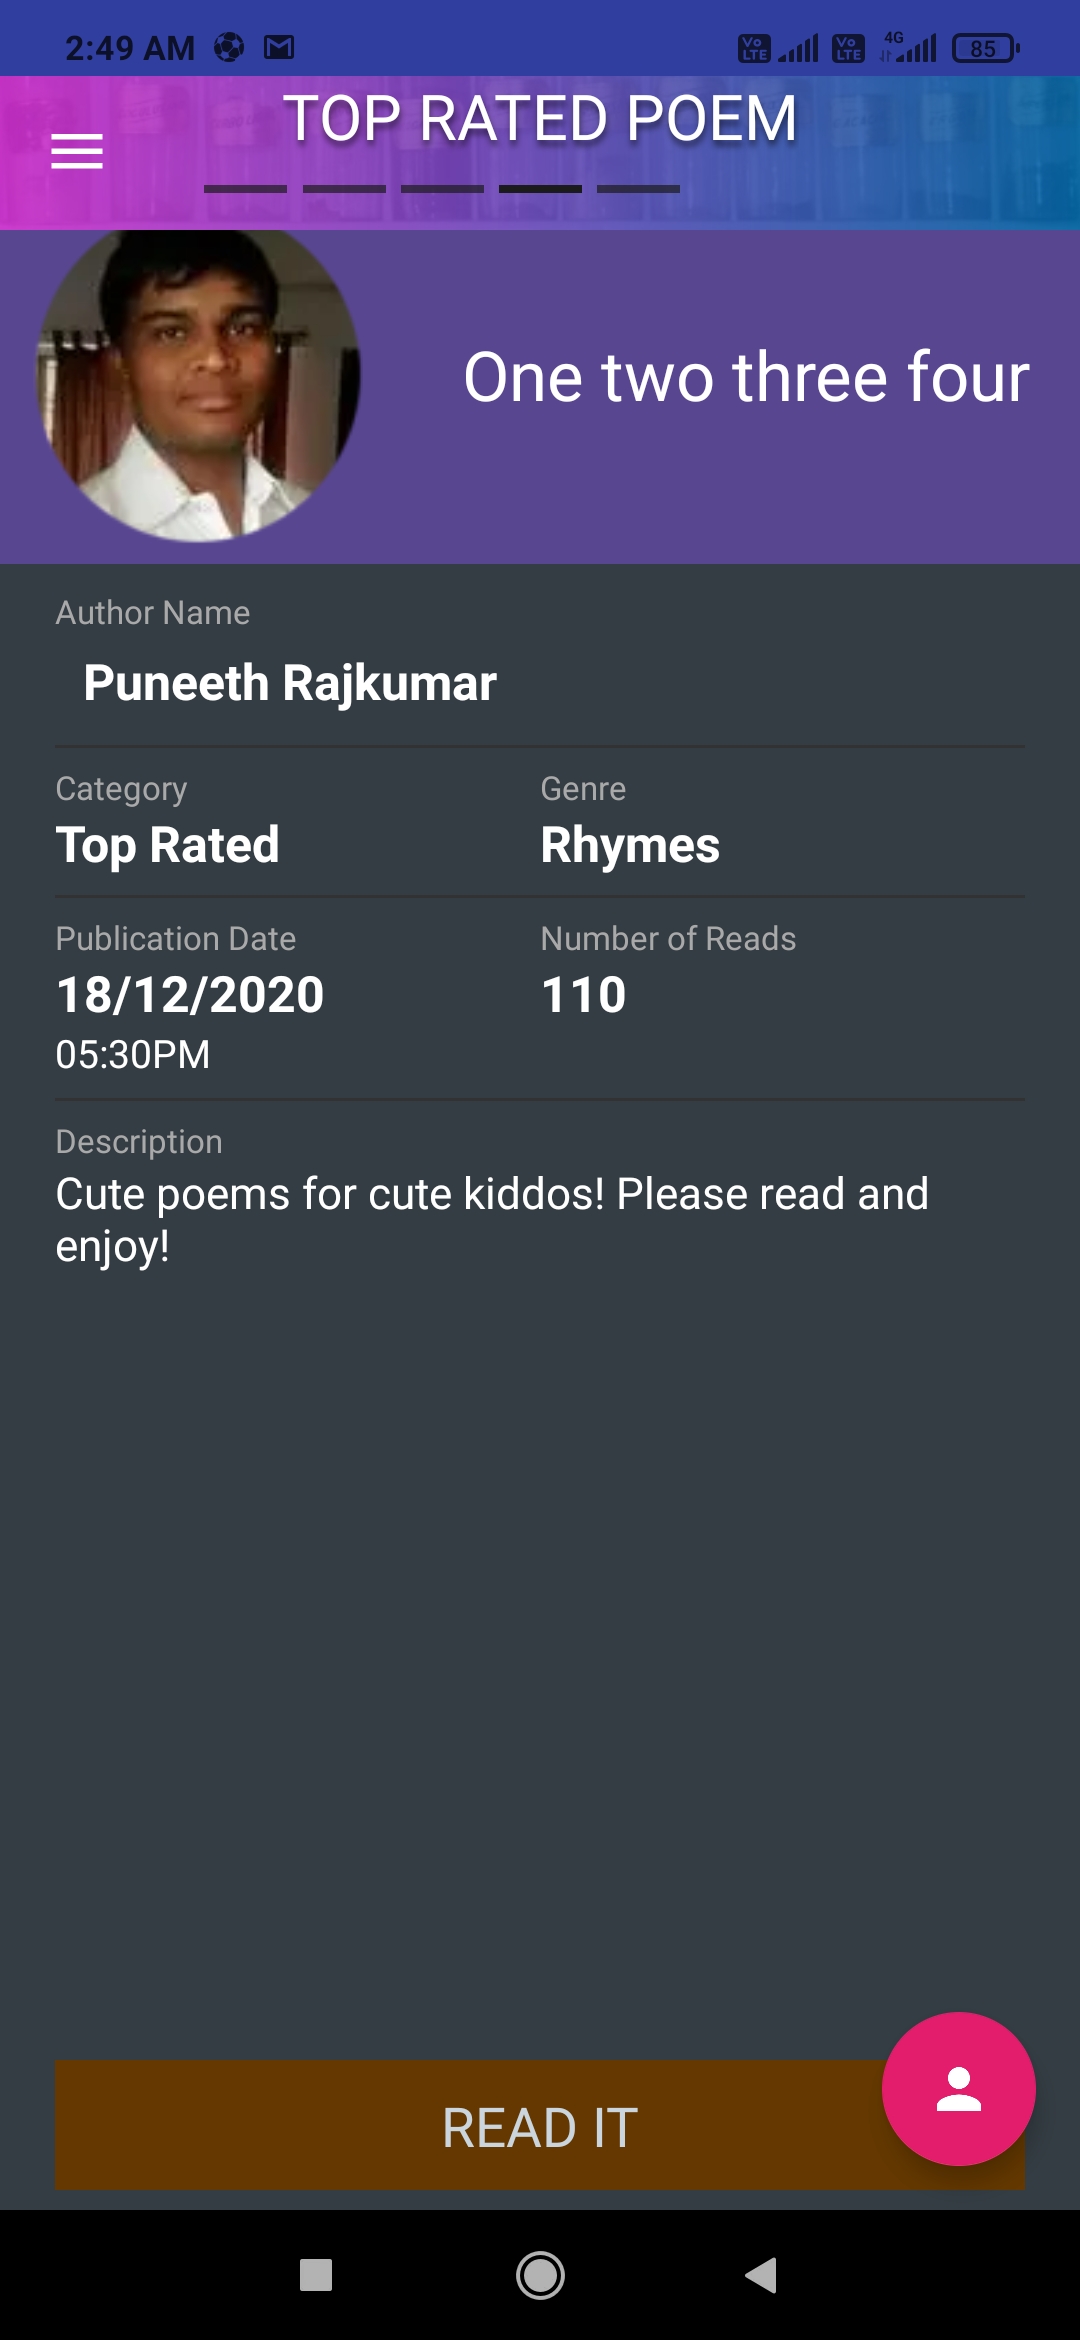 2:49 AM
Vo LTE Vo LTE 4G 85
TOP RATED POEM
One two three four
Author Name
Puneeth Rajkumar
Category Genre
Top Rated Rhymes
Publication Date Number of Reads
18/12/2020 110
05:30PM
Description
Cute poems for cute kiddos! Please read and
enjoy!
READ IT